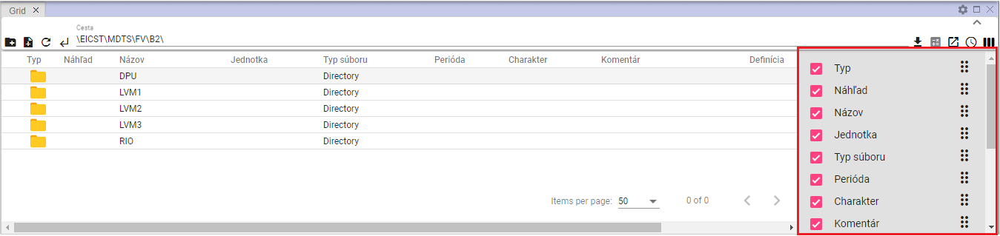 Grid
Cesta
\EICST\MDTS\FV\B2\
Typ Náhľad Názov Jednotka Typ súboru Perióda Charakter Komentár Definícia
DPU Directory
LVM1 Directory
LVM2 Directory
LVM3 Directory
RIO Directory
Items per page: 50 0 of 0
Typ
Náhľad
Názov
Jednotka
Typ súboru
Perióda
Charakter
Komentár